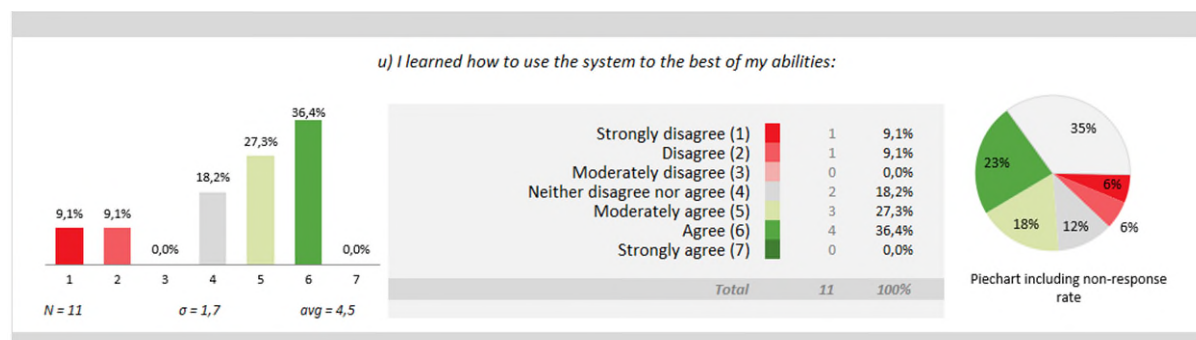 u) I learned how to use the system to the best of my abilities:
9,1%
9,1%
0,0%
18,2%
27,3%
36,4%
0,0%
1 2 3 4 5 6 7
N = 11 σ = 1,7 avg = 4,5
Strongly disagree (1) 1 9,1%
Disagree (2) 1 9,1%
Moderately disagree (3) 0 0,0%
Neither disagree nor agree (4) 2 18,2%
Moderately agree (5) 3 27,3%
Agree (6) 4 36,4%
Strongly agree (7) 0 0,0%
Total 11 100%
35%
6%
6%
12%
18%
23%
Piechart including non-response
rate